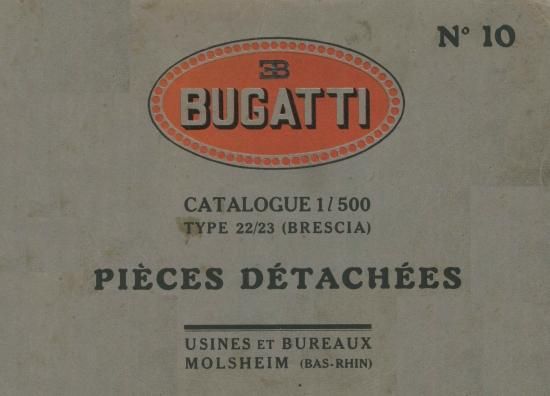 N° 10
EB
BUGATTI
CATALOGUE 1 l 500
TYPE 22/23 (BRESCIA)
PIÈCES DÉTACHÉES
USINES ET BUREAUX
MOLSHEIM (BAS-RHIN)